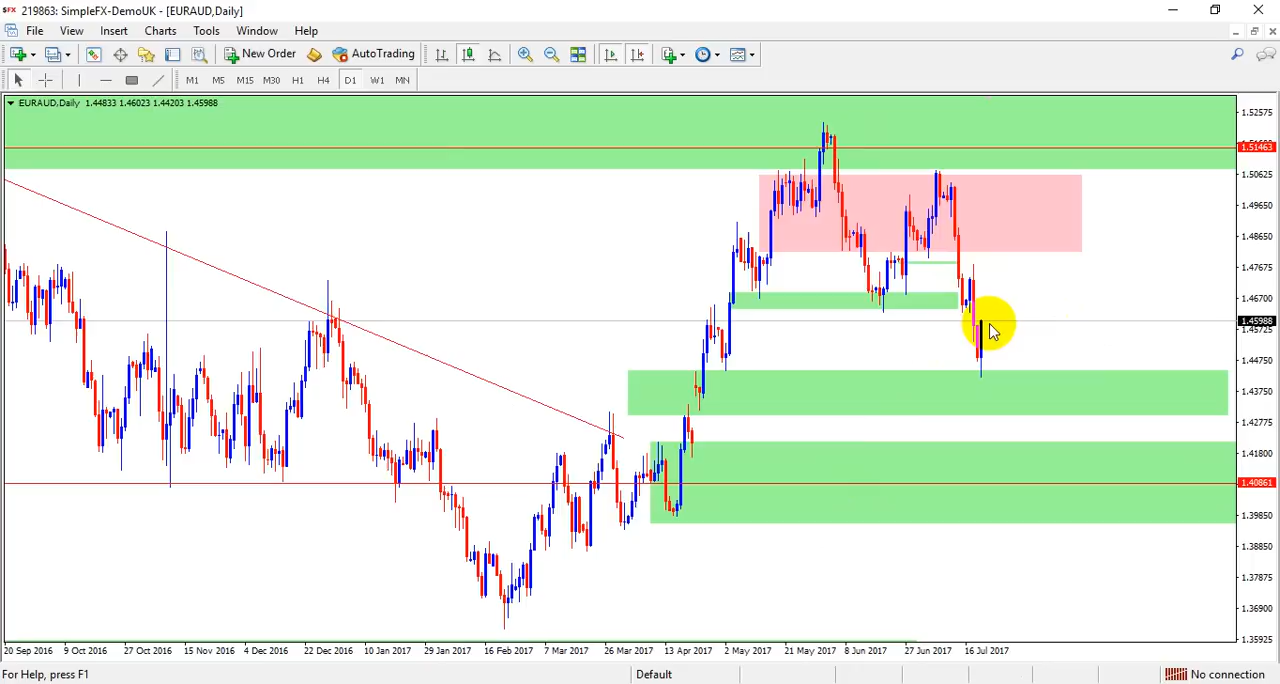 $FX 219863: SimpleFX-DemoUK - [EURAUD,Daily]
File View Insert Charts Tools Window Help
New Order AutoTrading
M1 M5 M15 M30 H1 H4 D1 W1 MN
EURAUD,Daily 1.44833 1.46023 1.44203 1.45988
1.52575
1.51463
1.50625
1.49650
1.48650
1.47675
1.46700
1.45988
1.45725
1.44750
1.43750
1.42775
1.41800
1.40861
1.39850
1.38850
1.37875
1.36900
1.35925
20 Sep 2016 9 Oct 2016 27 Oct 2016 15 Nov 2016 4 Dec 2016 22 Dec 2016 10 Jan 2017 29 Jan 2017 16 Feb 2017 7 Mar 2017 26 Mar 2017 13 Apr 2017 2 May 2017 21 May 2017 8 Jun 2017 27 Jun 2017 16 Jul 2017
For Help, press F1 Default No connection